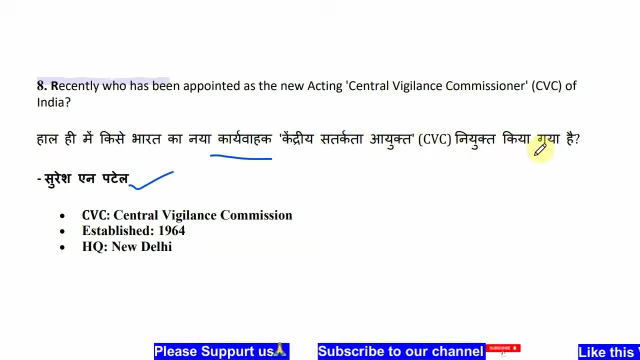 8. Recently who has been appointed as the new Acting 'Central Vigilance Commissioner' (CVC) of
India?
हाल ही में किसे भारत का नया कार्यवाहक 'केंद्रीय सतर्कता आयुक्त' (CVC) नियुक्त किया गया है?
- सुरेश एन पटेल
• CVC: Central Vigilance Commission
• Established: 1964
• HQ: New Delhi
Please Suppurt us🙏 Subscribe to our channel Like this